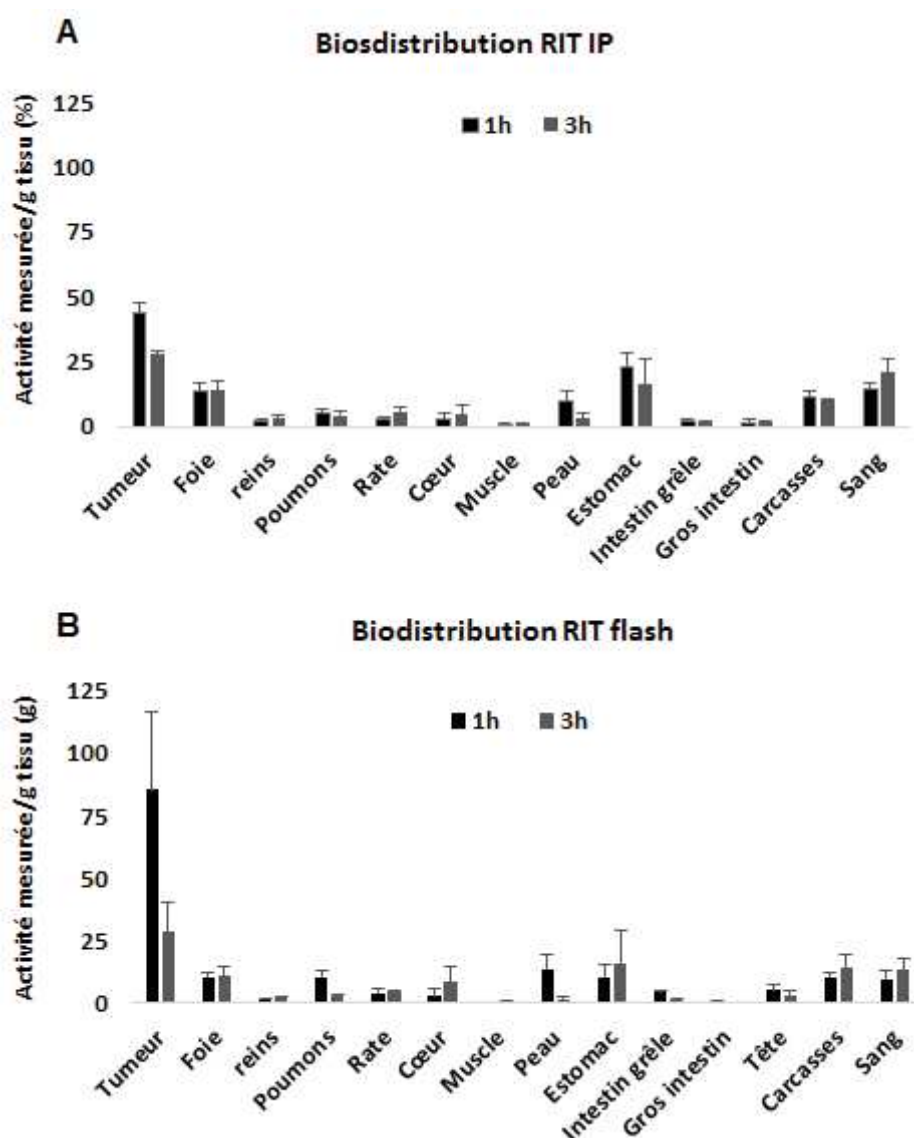 A
Biosdistribution RIT IP
Activité mesurée/g tissu (%)
125
100
75
50
25
0
1h
3h
Tumeur
Foie
reins
Poumons
Rate
Cœur
Muscle
Peau
Estomac
Intestin grêle
Gros intestin
Carcasses
Sang
B
Biodistribution RIT flash
Activité mesurée/g tissu (g)
125
100
75
50
25
0
1h
3h
Tumeur
Foie
reins
Poumons
Rate
Cœur
Muscle
Peau
Estomac
Intestin grêle
Gros intestin
Tête
Carcasses
Sang